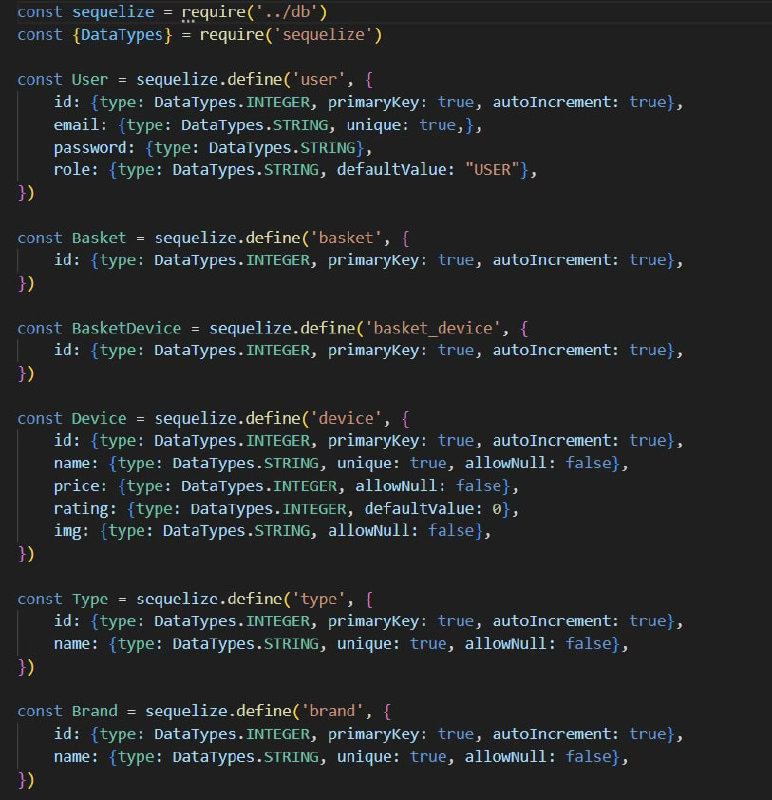 const sequelize = require('../db')
const {DataTypes} = require('sequelize')
const User = sequelize.define('user', {
id: {type: DataTypes.INTEGER, primaryKey: true, autoIncrement: true},
email: {type: DataTypes.STRING, unique: true,},
password: {type: DataTypes.STRING},
role: {type: DataTypes.STRING, defaultValue: "USER"},
})
const Basket = sequelize.define('basket', {
id: {type: DataTypes.INTEGER, primaryKey: true, autoIncrement: true},
})
const BasketDevice = sequelize.define('basket_device', {
id: {type: DataTypes.INTEGER, primaryKey: true, autoIncrement: true},
})
const Device = sequelize.define('device', {
id: {type: DataTypes.INTEGER, primaryKey: true, autoIncrement: true},
name: {type: DataTypes.STRING, unique: true, allowNull: false},
price: {type: DataTypes.INTEGER, allowNull: false},
rating: {type: DataTypes.INTEGER, defaultValue: 0},
img: {type: DataTypes.STRING, allowNull: false},
})
const Type = sequelize.define('type', {
id: {type: DataTypes.INTEGER, primaryKey: true, autoIncrement: true},
name: {type: DataTypes.STRING, unique: true, allowNull: false},
})
const Brand = sequelize.define('brand', {
id: {type: DataTypes.INTEGER, primaryKey: true, autoIncrement: true},
name: {type: DataTypes.STRING, unique: true, allowNull: false},
})